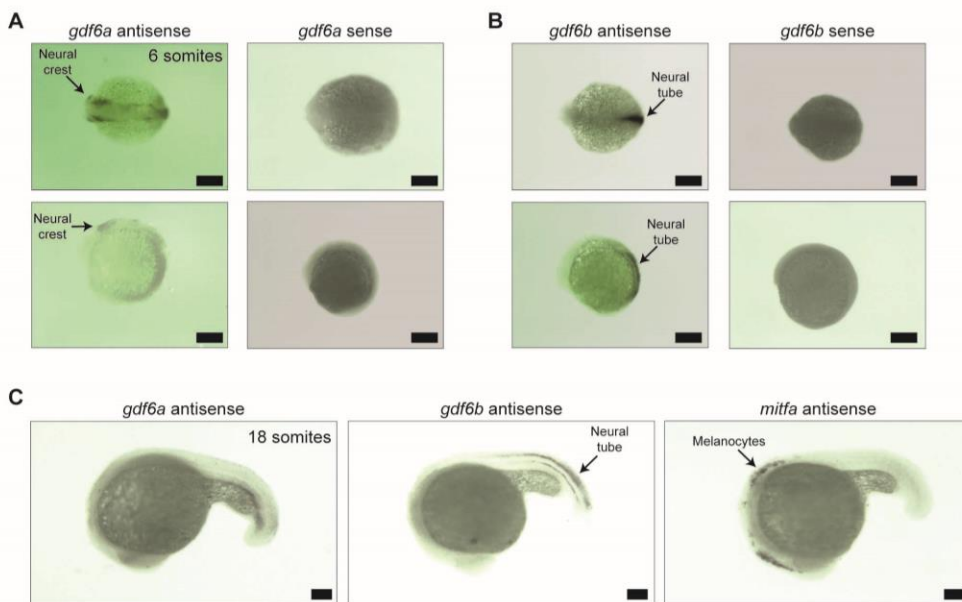 A
gdf6a antisense
gdf6a sense
6 somites
Neural
crest
Neural
crest
B
gdf6b antisense
gdf6b sense
Neural
tube
Neural
tube
C
gdf6a antisense
gdf6b antisense
mitfa antisense
18 somites
Neural
tube
Melanocytes